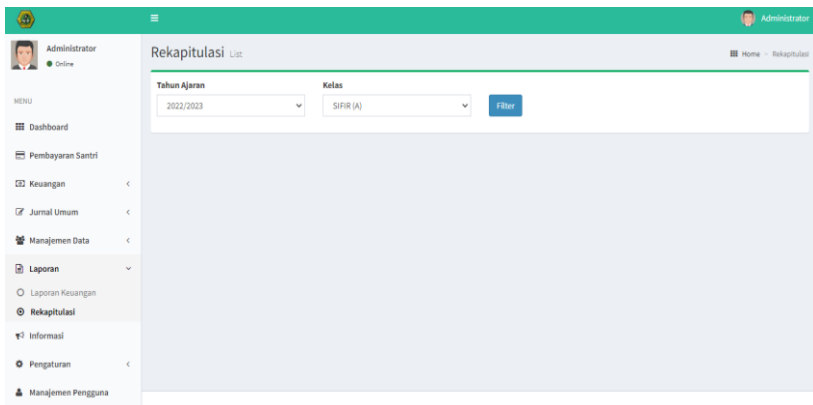 Administrator
Administrator
Online
Rekapitulasi List
Home > Rekapitulasi
MENU
Dashboard
Pembayaran Santri
Keuangan
Jurnal Umum
Manajemen Data
Laporan
Laporan Keuangan
Rekapitulasi
Informasi
Pengaturan
Manajemen Pengguna
Tahun Ajaran Kelas
2022/2023 SIFIR (A) Filter